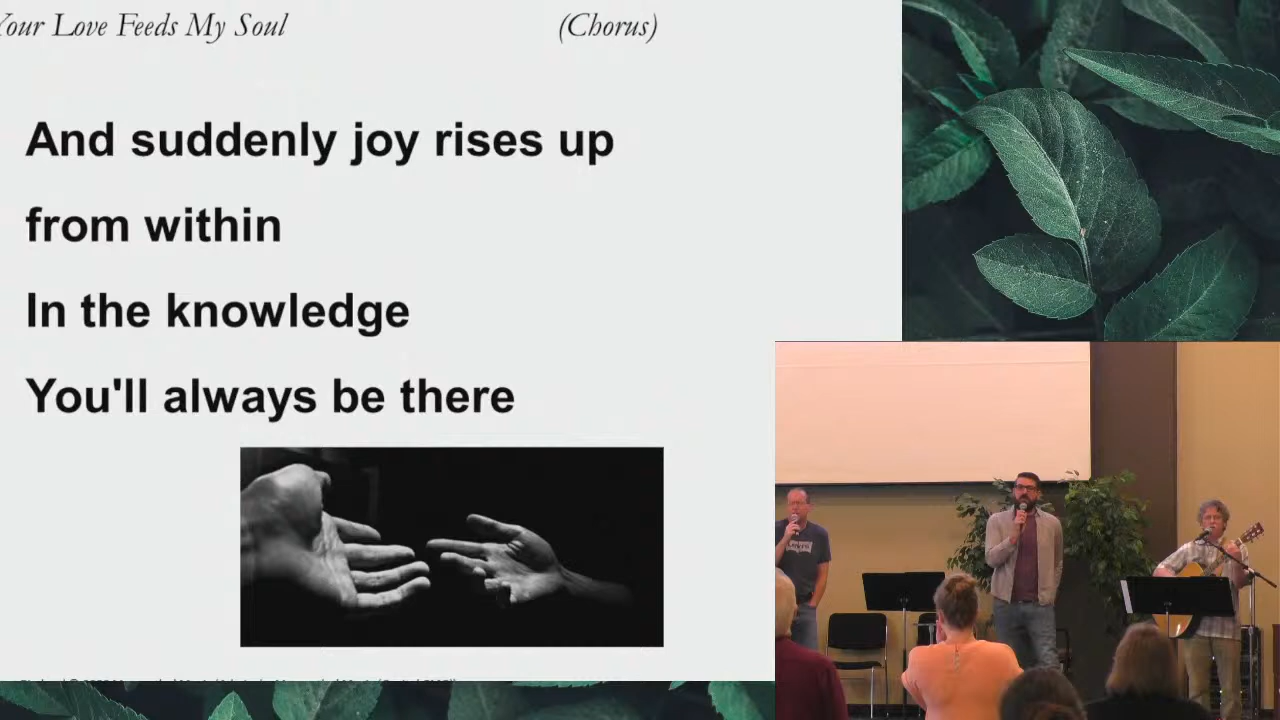 Your Love Feeds My Soul (Chorus)
And suddenly joy rises up
from within
In the knowledge
You'll always be there